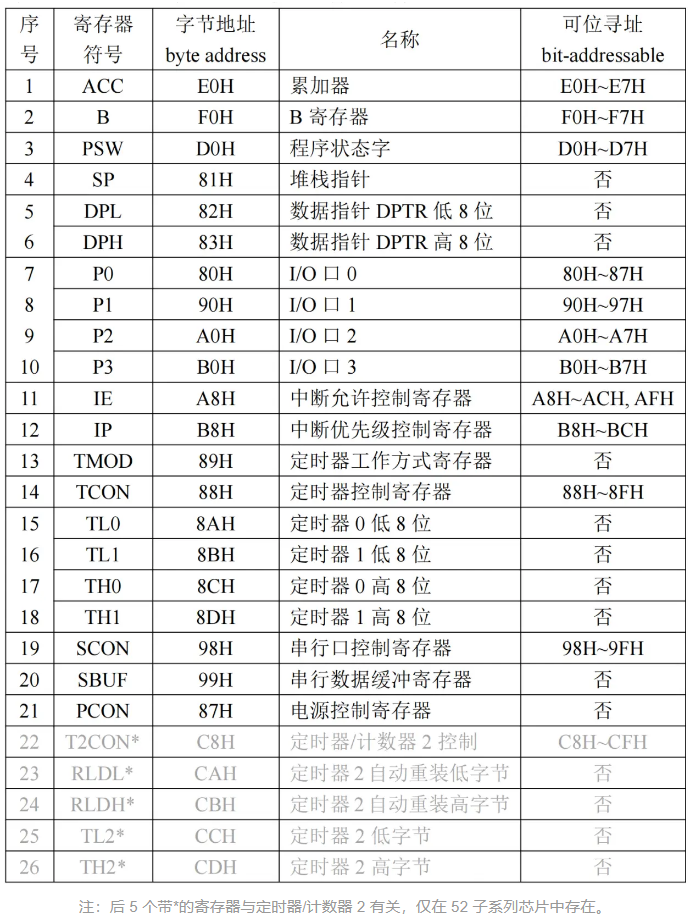 序号 寄存器符号 字节地址 byte address 名称 可位寻址 bit-addressable
1 ACC E0H 累加器 E0H~E7H
2 B F0H B 寄存器 F0H~F7H
3 PSW D0H 程序状态字 D0H~D7H
4 SP 81H 堆栈指针 否
5 DPL 82H 数据指针 DPTR 低 8 位 否
6 DPH 83H 数据指针 DPTR 高 8 位 否
7 P0 80H I/O 口 0 80H~87H
8 P1 90H I/O 口 1 90H~97H
9 P2 A0H I/O 口 2 A0H~A7H
10 P3 B0H I/O 口 3 B0H~B7H
11 IE A8H 中断允许控制寄存器 A8H~ACH, AFH
12 IP B8H 中断优先级控制寄存器 B8H~BCH
13 TMOD 89H 定时器工作方式寄存器 否
14 TCON 88H 定时器控制寄存器 88H~8FH
15 TL0 8AH 定时器 0 低 8 位 否
16 TL1 8BH 定时器 1 低 8 位 否
17 TH0 8CH 定时器 0 高 8 位 否
18 TH1 8DH 定时器 1 高 8 位 否
19 SCON 98H 串行口控制寄存器 98H~9FH
20 SBUF 99H 串行数据缓冲寄存器 否
21 PCON 87H 电源控制寄存器 否
22 T2CON* C8H 定时器/计数器 2 控制 C8H~CFH
23 RLDL* CAH 定时器 2 自动重装低字节 否
24 RLDH* CBH 定时器 2 自动重装高字节 否
25 TL2* CCH 定时器 2 低字节 否
26 TH2* CDH 定时器 2 高字节 否
注：后 5 个带*的寄存器与定时器/计数器 2 有关，仅在 52 子系列芯片中存在。